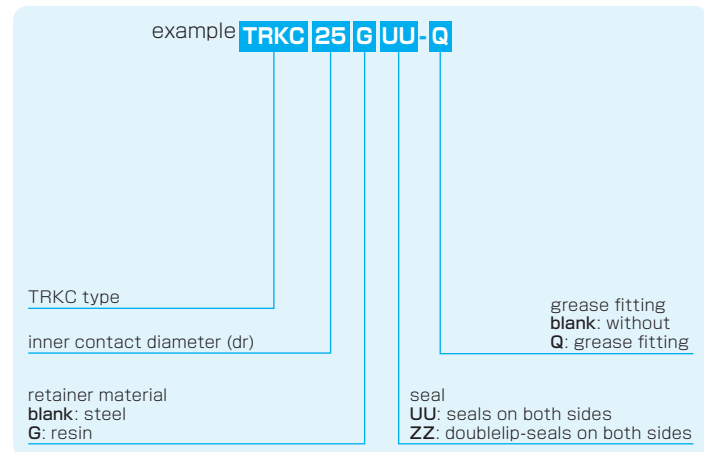 example TRKC 25 G UU - Q
TRKC type
inner contact diameter (dr)
retainer material
blank: steel
G: resin
grease fitting
blank: without
Q: grease fitting
seal
UU: seals on both sides
ZZ: doublelip-seals on both sides